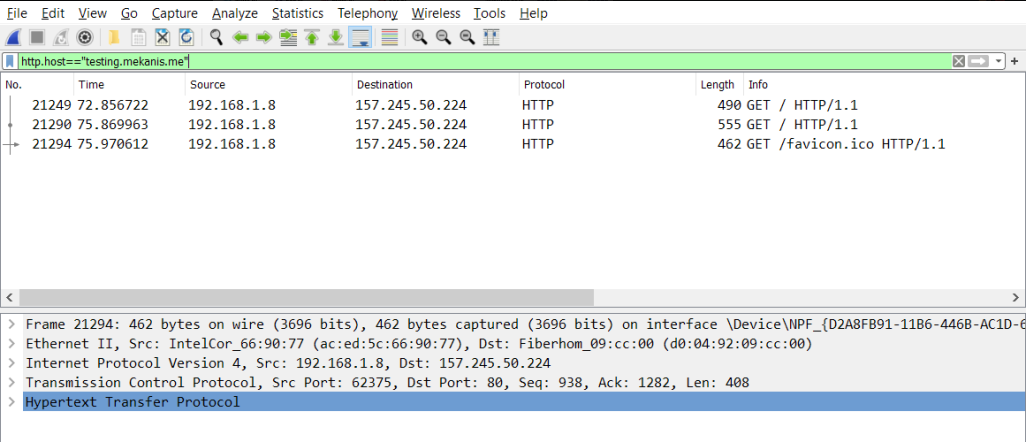 File Edit View Go Capture Analyze Statistics Telephony Wireless Tools Help
http.host=="testing.mekanis.me"
No. Time Source Destination Protocol Length Info
21249 72.856722 192.168.1.8 157.245.50.224 HTTP 490 GET / HTTP/1.1
21290 75.869963 192.168.1.8 157.245.50.224 HTTP 555 GET / HTTP/1.1
21294 75.970612 192.168.1.8 157.245.50.224 HTTP 462 GET /favicon.ico HTTP/1.1
Frame 21294: 462 bytes on wire (3696 bits), 462 bytes captured (3696 bits) on interface \Device\NPF_{D2A8FB91-11B6-446B-AC1D-6
Ethernet II, Src: IntelCor_66:90:77 (ac:ed:5c:66:90:77), Dst: Fiberhom_09:cc:00 (d0:04:92:09:cc:00)
Internet Protocol Version 4, Src: 192.168.1.8, Dst: 157.245.50.224
Transmission Control Protocol, Src Port: 62375, Dst Port: 80, Seq: 938, Ack: 1282, Len: 408
Hypertext Transfer Protocol